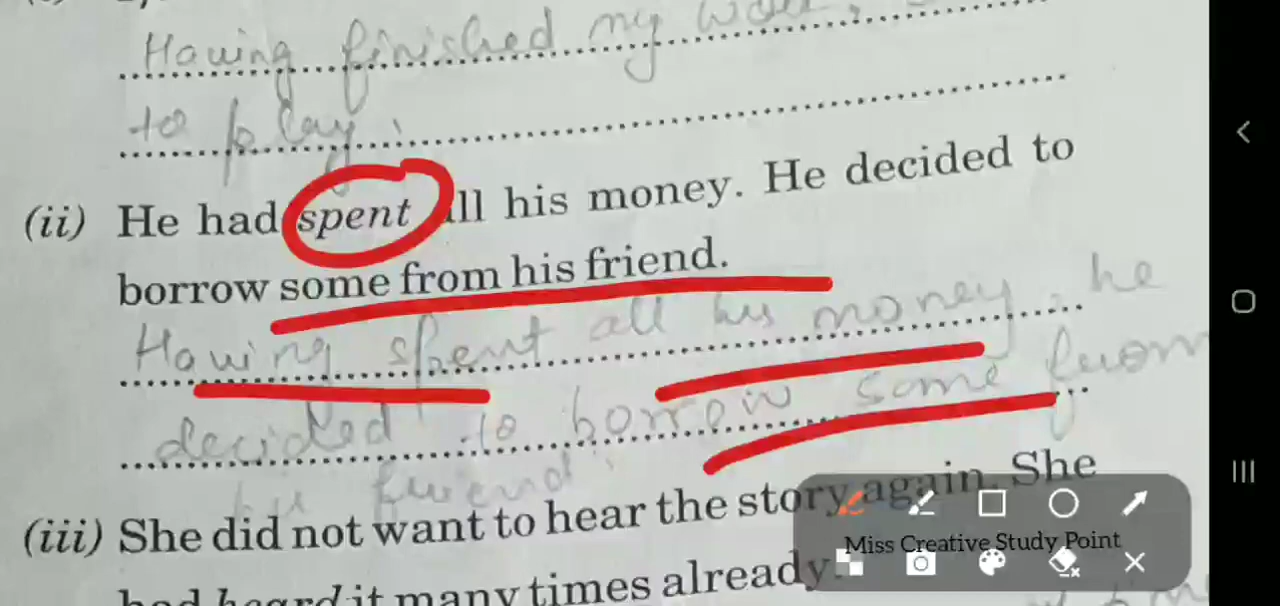 Having finished my
to play.
(ii) He had spent all his money. He decided to
borrow some from his friend.
Having spent all his money, he
decided to borrow some from
his friend.
(iii) She did not want to hear the story again. She
had heard it many times already.
Miss Creative Study Point